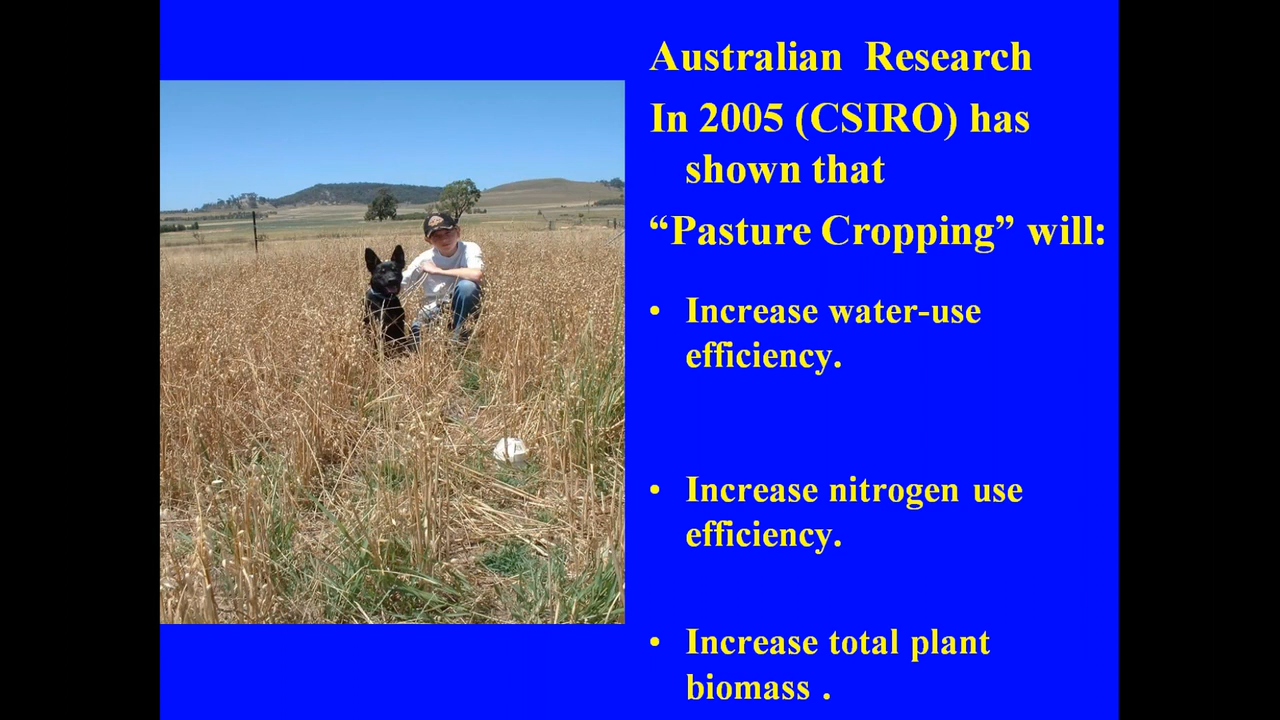 Australian Research
In 2005 (CSIRO) has
shown that
“Pasture Cropping” will:
• Increase water-use
efficiency.
• Increase nitrogen use
efficiency.
• Increase total plant
biomass .